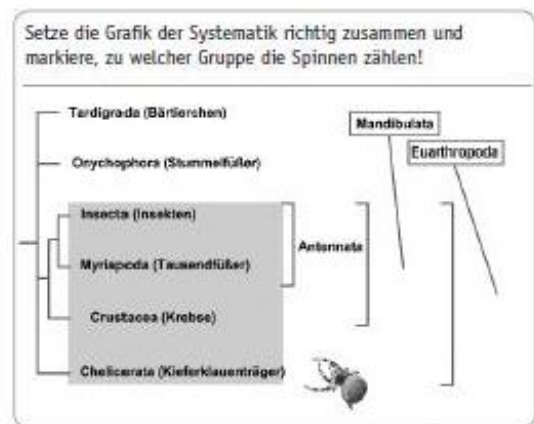 Setze die Grafik der Systematik richtig zusammen und
markiere, zu welcher Gruppe die Spinnen zählen!
Tardigrada (Bärtierchen)
Mandibulata
Euarthropoda
Onychophora (Stummelfüßer)
Insecta (Insekten)
Antennata
Myriapoda (Tausendfüßer)
Crustacea (Krebse)
Chelicerata (Kieferklauenträger)